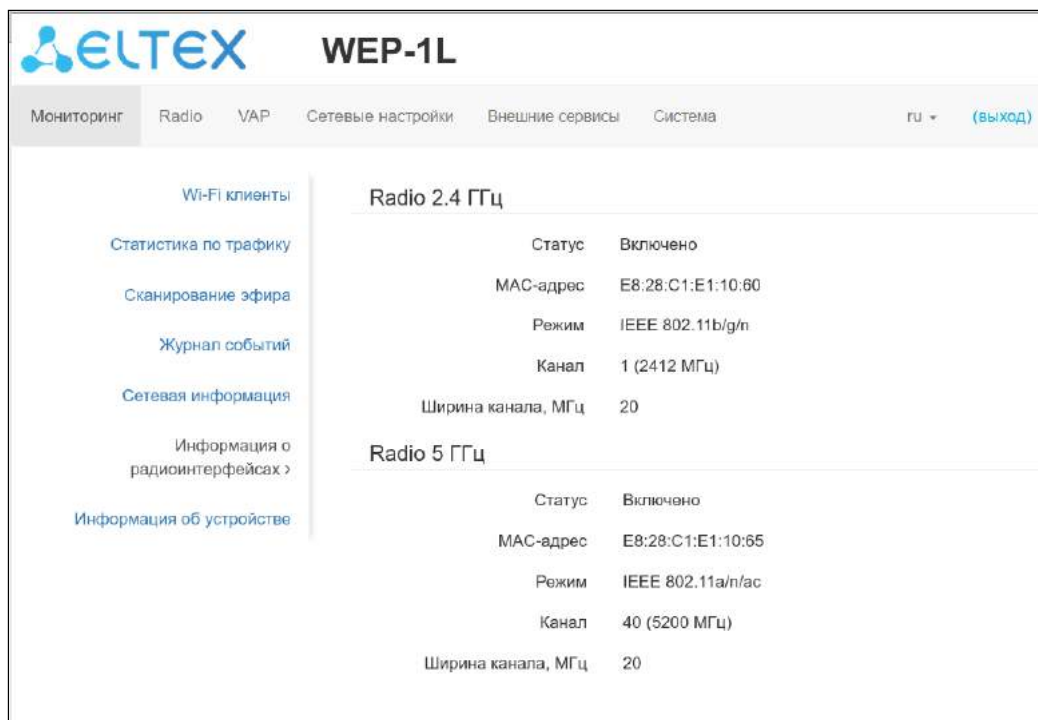 ELTEX WEP-1L
Мониторинг Radio VAP Сетевые настройки Внешние сервисы Система ru (выход)
Wi-Fi клиенты
Статистика по трафику
Сканирование эфира
Журнал событий
Сетевая информация
Информация о
радиоинтерфейсах ›
Информация об устройстве
Radio 2.4 ГГц
Статус Включено
MAC-адрес E8:28:C1:E1:10:60
Режим IEEE 802.11b/g/n
Канал 1 (2412 МГц)
Ширина канала, МГц 20
Radio 5 ГГц
Статус Включено
MAC-адрес E8:28:C1:E1:10:65
Режим IEEE 802.11a/n/ac
Канал 40 (5200 МГц)
Ширина канала, МГц 20